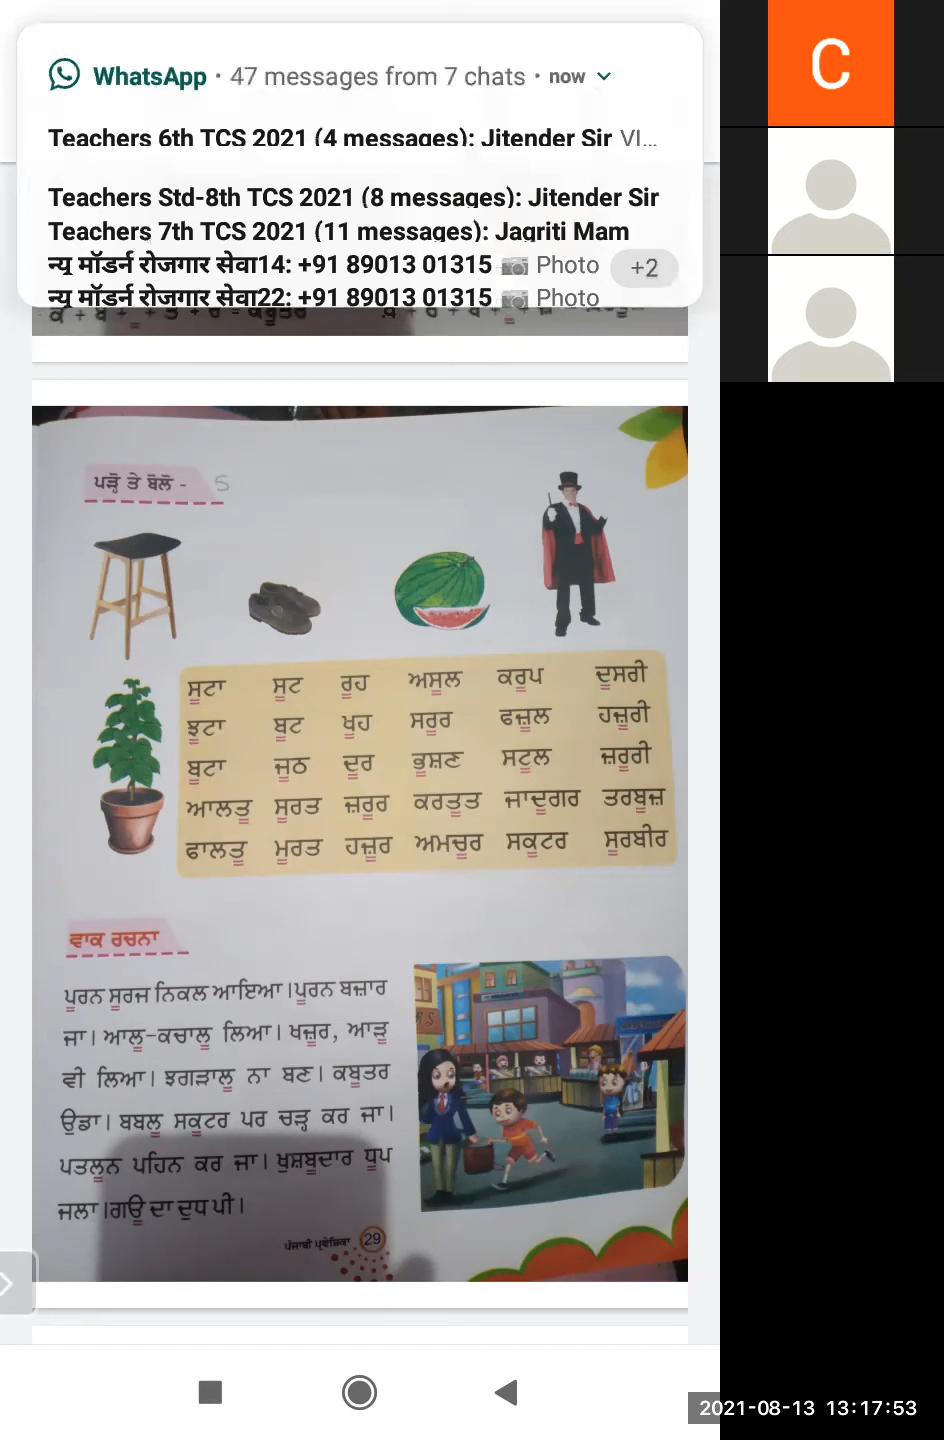 WhatsApp • 47 messages from 7 chats • now
Teachers 6th TCS 2021 (4 messages): Jitender Sir VI...
Teachers Std-8th TCS 2021 (8 messages): Jitender Sir
Teachers 7th TCS 2021 (11 messages): Jagriti Mam
न्यू मॉडर्न रोजगार सेवा14: +91 89013 01315 📷 Photo
+2
न्यू मॉडर्न रोजगार सेवा22: +91 89013 01315 📷 Photo
C
ਪੜ੍ਹੋ ਤੇ ਬੋਲੋ - 5
ਸੂਟਾ ਸੂਟ ਰੂਹ ਅਸੂਲ ਕਰੂਪ ਦੂਸਰੀ
ਝੂਟਾ ਬੂਟ ਖੂਹ ਸਰੂਰ ਫਜ਼ੂਲ ਹਜ਼ੂਰੀ
ਬੂਟਾ ਜੂਠ ਦੂਰ ਭੂਸ਼ਣ ਸਟੂਲ ਜ਼ਰੂਰੀ
ਆਲਤੂ ਸੂਰਤ ਜ਼ਰੂਰ ਕਰਤੂਤ ਜਾਦੂਗਰ ਤਰਬੂਜ਼
ਫਾਲਤੂ ਮੂਰਤ ਹਜ਼ੂਰ ਅਮਚੂਰ ਸਕੂਟਰ ਸੂਰਬੀਰ
ਵਾਕ ਰਚਨਾ
ਪੂਰਨ ਸੂਰਜ ਨਿਕਲ ਆਇਆ।ਪੂਰਨ ਬਜ਼ਾਰ
ਜਾ। ਆਲੂ-ਕਚਾਲੂ ਲਿਆ। ਖਜ਼ੂਰ, ਆੜੂ
ਵੀ ਲਿਆ। ਝਗੜਾਲੂ ਨਾ ਬਣ। ਕਬੂਤਰ
ਉਡਾ। ਬਬਲੂ ਸਕੂਟਰ ਪਰ ਚੜ੍ਹ ਕਰ ਜਾ।
ਪਤਲੂਨ ਪਹਿਨ ਕਰ ਜਾ। ਖੁਸ਼ਬੂਦਾਰ ਧੂਪ
ਜਲਾ।ਗਊ ਦਾ ਦੁਧ ਪੀ।
ਪੰਜਾਬੀ ਪ੍ਰਵੇਸ਼ਿਕਾ 29
2021-08-13 13:17:53